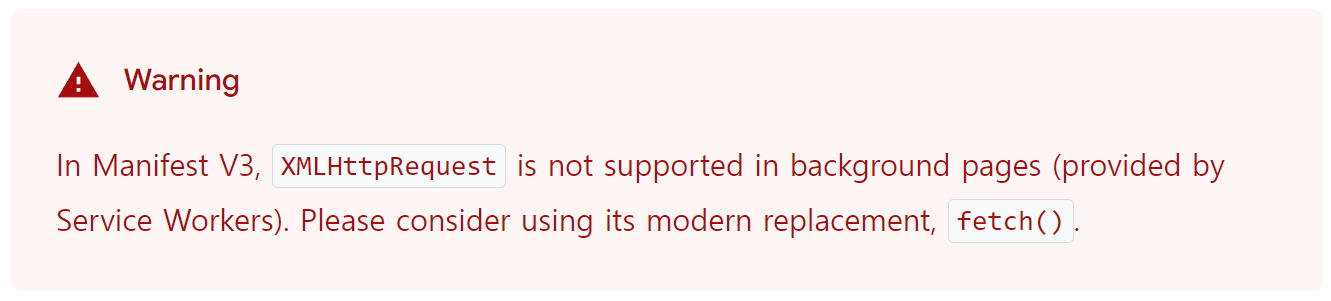 Warning
In Manifest V3, XMLHttpRequest is not supported in background pages (provided by
Service Workers). Please consider using its modern replacement, fetch().